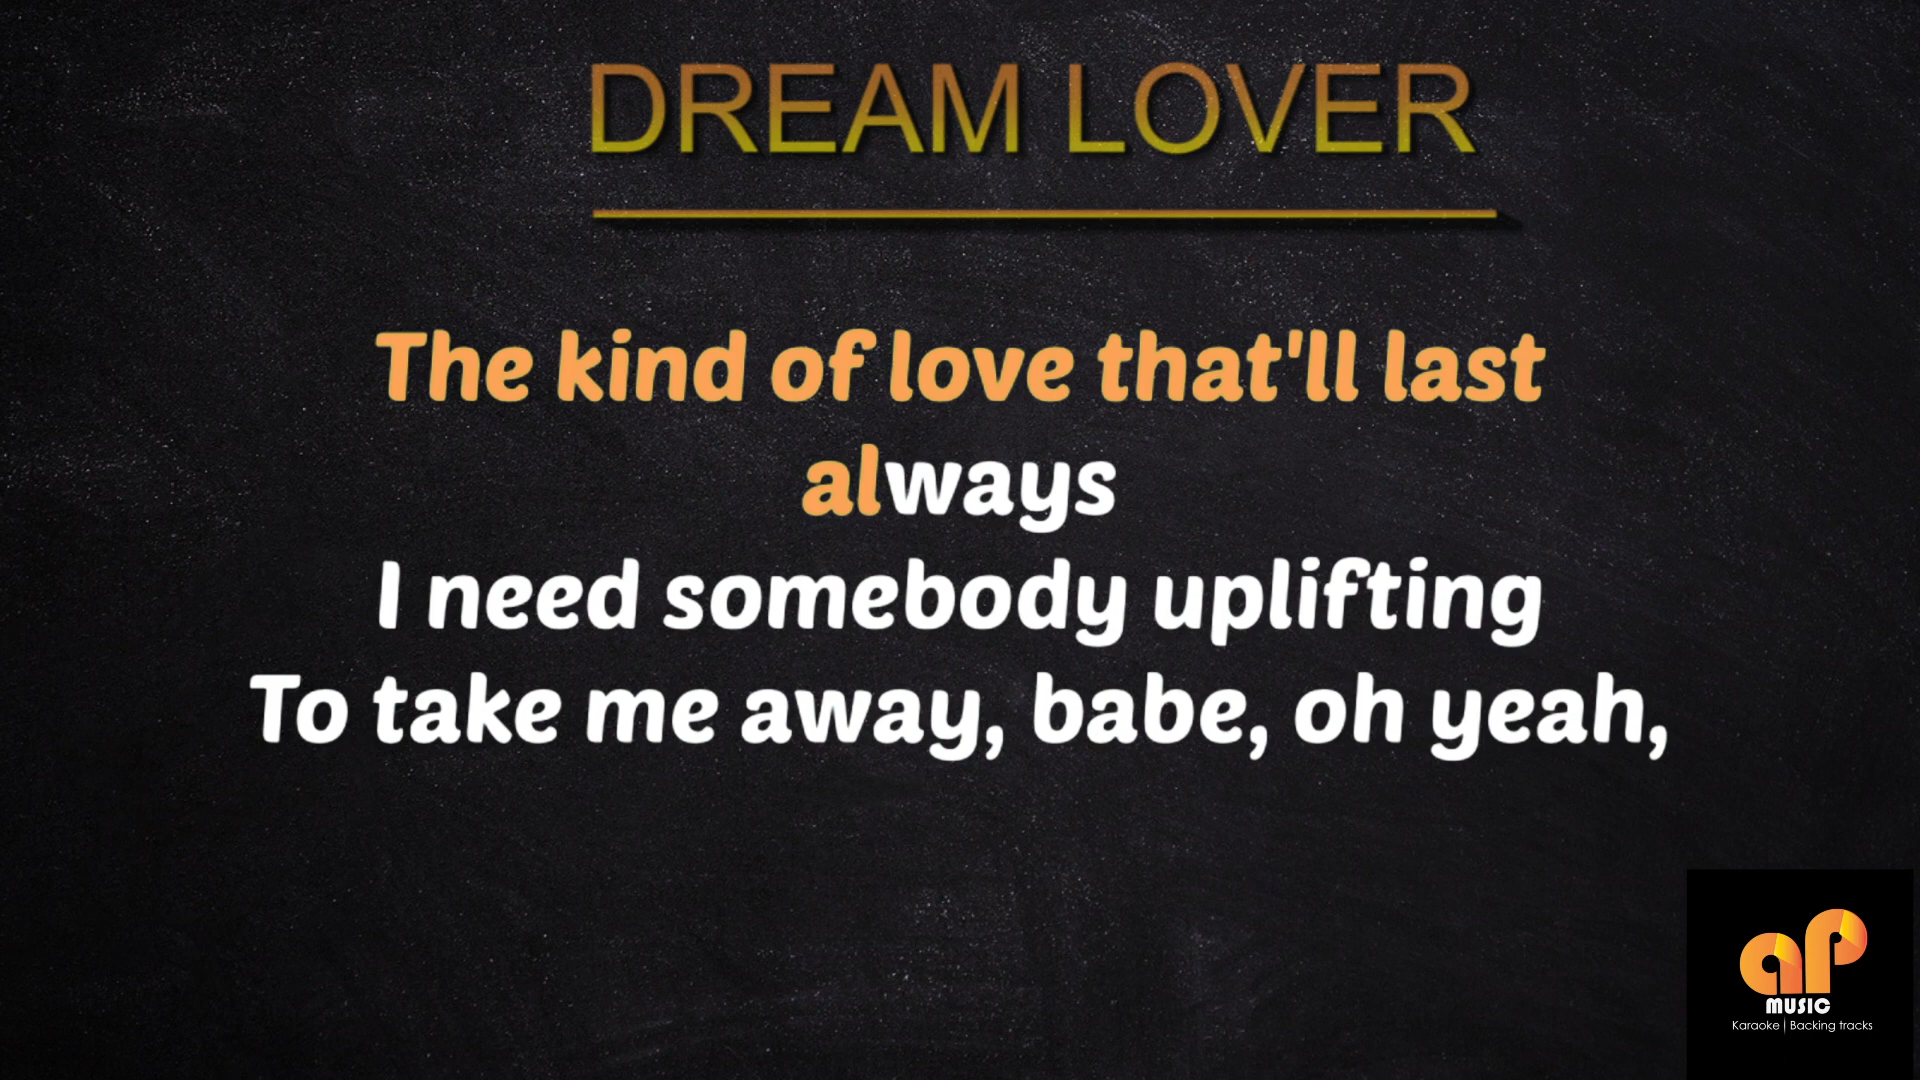 DREAM LOVER
The kind of love that'll last
always
I need somebody uplifting
To take me away, babe, oh yeah,
ap
MUSIC
Karaoke | Backing tracks